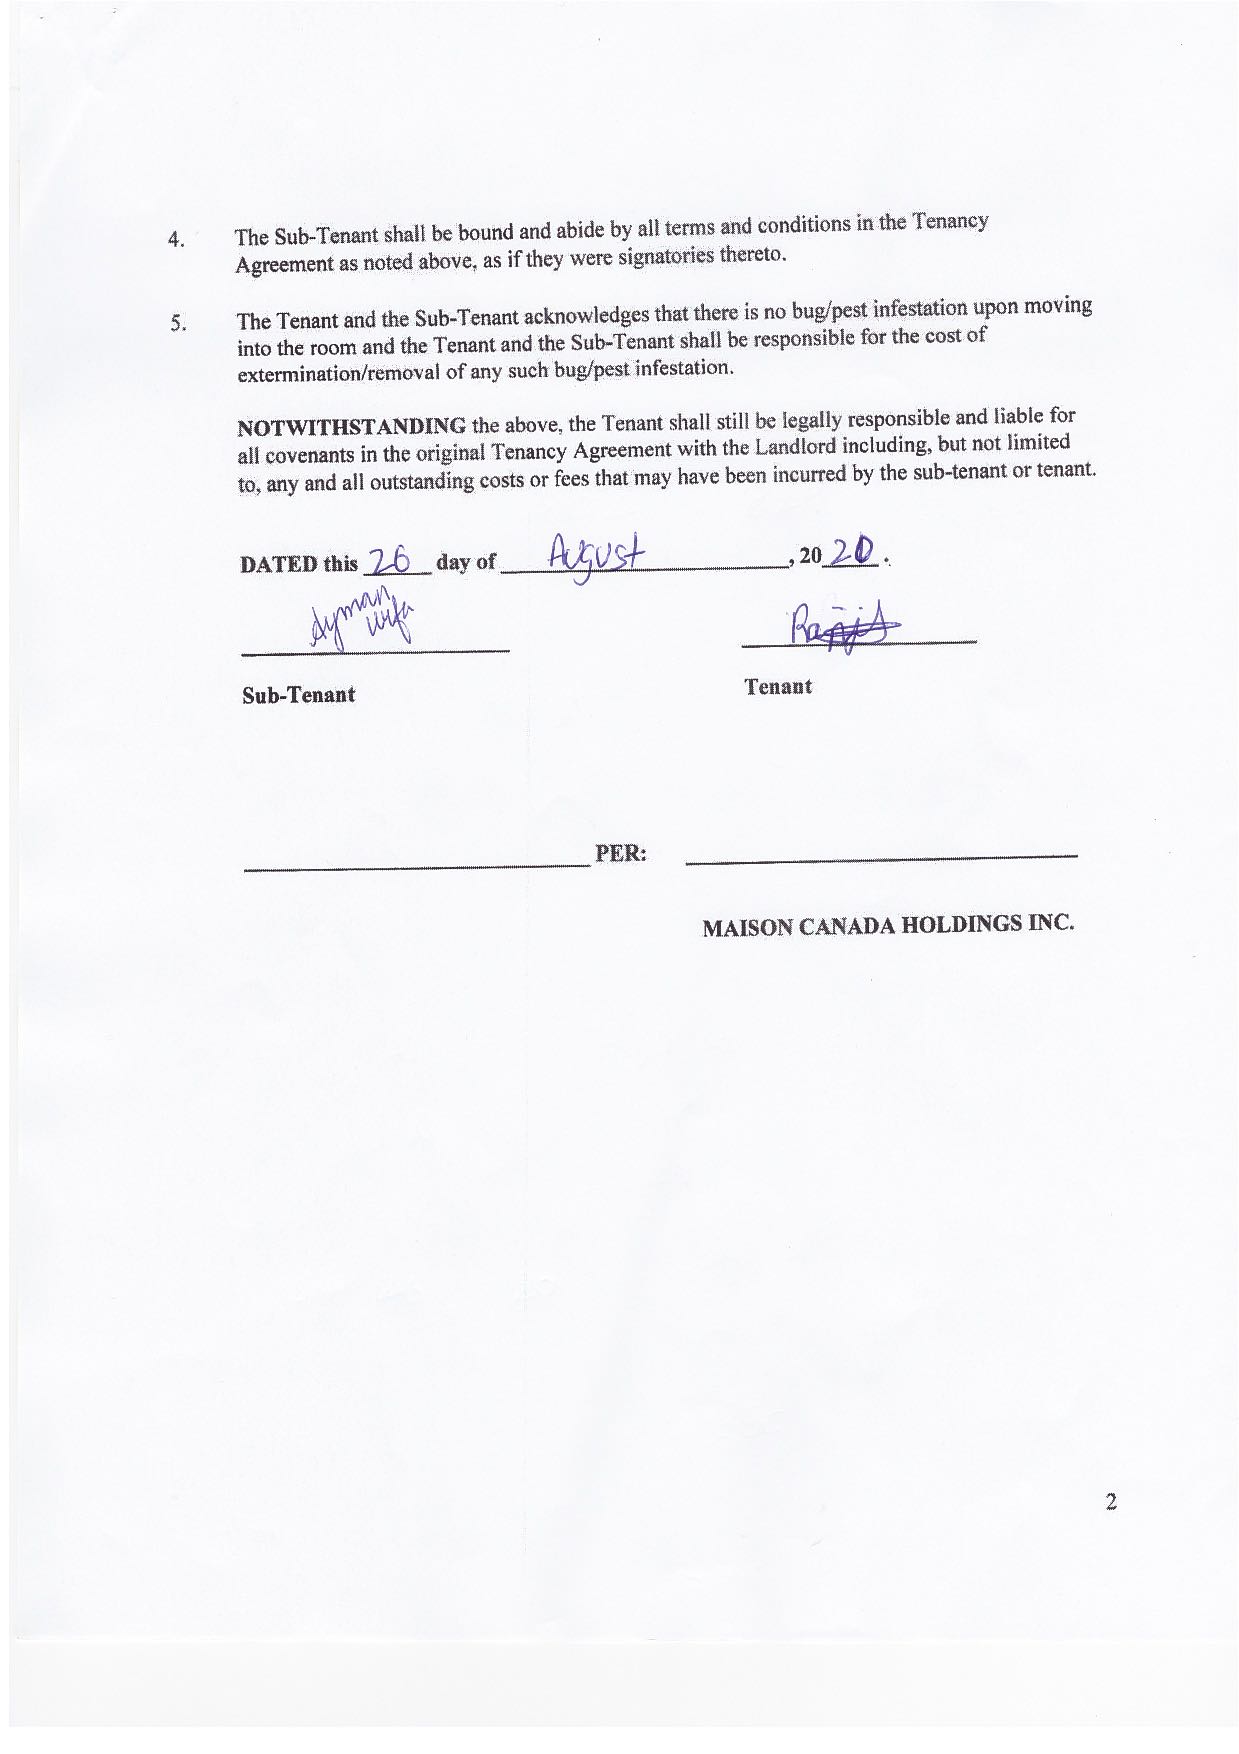 4. The Sub-Tenant shall be bound and abide by all terms and conditions in the Tenancy
Agreement as noted above, as if they were signatories thereto.
5. The Tenant and the Sub-Tenant acknowledges that there is no bug/pest infestation upon moving
into the room and the Tenant and the Sub-Tenant shall be responsible for the cost of
extermination/removal of any such bug/pest infestation.
NOTWITHSTANDING the above, the Tenant shall still be legally responsible and liable for
all covenants in the original Tenancy Agreement with the Landlord including, but not limited
to, any and all outstanding costs or fees that may have been incurred by the sub-tenant or tenant.
DATED this 26 day of August, 2020.
Ayman
Sub-Tenant Tenant
PER:
MAISON CANADA HOLDINGS INC.
2